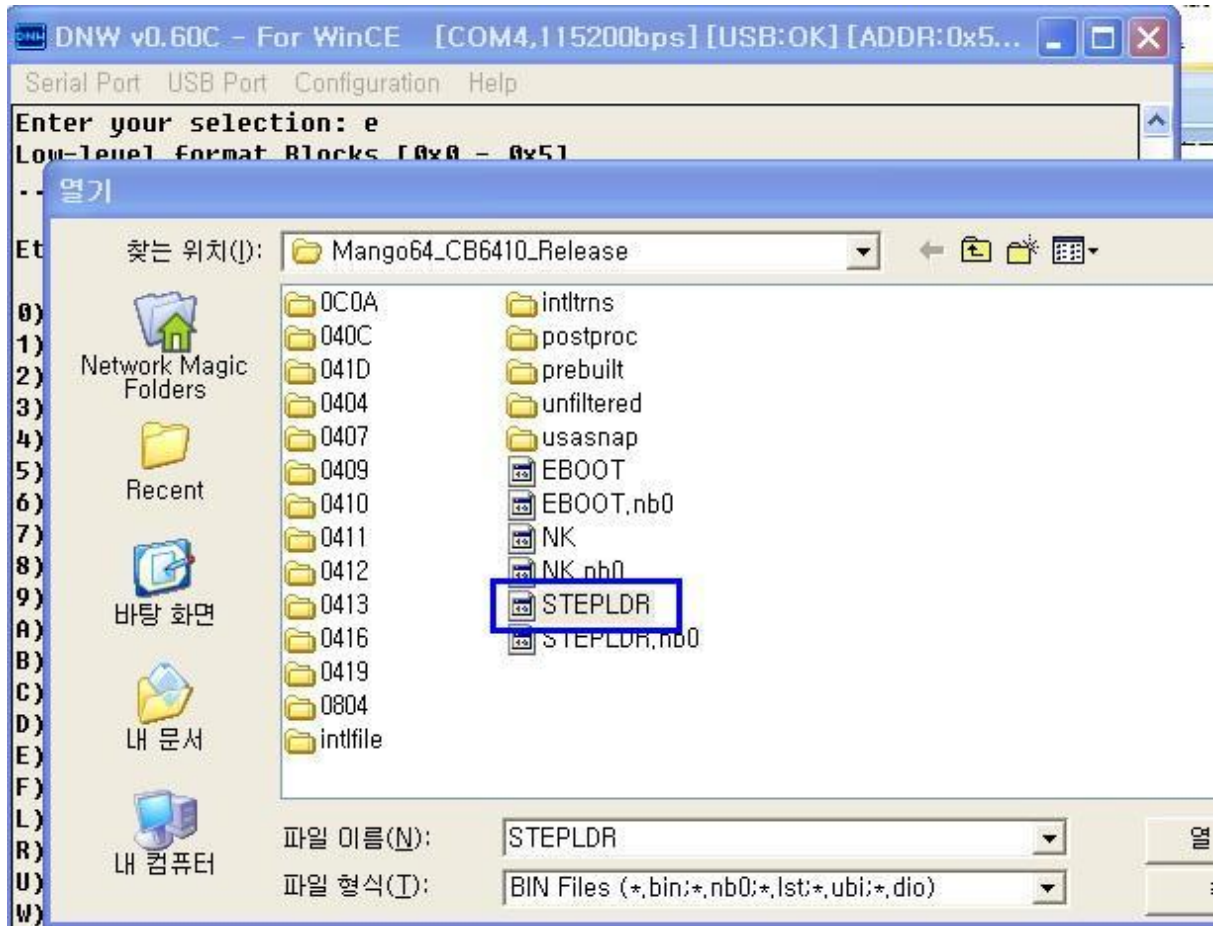 DNW v0.60C - For WinCE [COM4,115200bps] [USB:OK] [ADDR:0x5...
Serial Port USB Port Configuration Help
Enter your selection: e
Low-level format Blocks [0x0 - 0x5]
열기
Et
찾는 위치(I):
Mango64_CB6410_Release
0)
1)
2)
3)
4)
5)
6)
7)
8)
9)
A)
B)
C)
D)
E)
F)
L)
R)
U)
W)
Network Magic
Folders
Recent
바탕 화면
내 문서
내 컴퓨터
0C0A
040C
041D
0404
0407
0409
0410
0411
0412
0413
0416
0419
0804
intlfile
intltrns
postproc
prebuilt
unfiltered
usasnap
EBOOT
EBOOT.nb0
NK
NK.nb0
STEPLDR
STEPLDR.nb0
파일 이름(N):
STEPLDR
열
파일 형식(T):
BIN Files (*.bin;*.nb0;*.lst;*.ubi;*.dio)